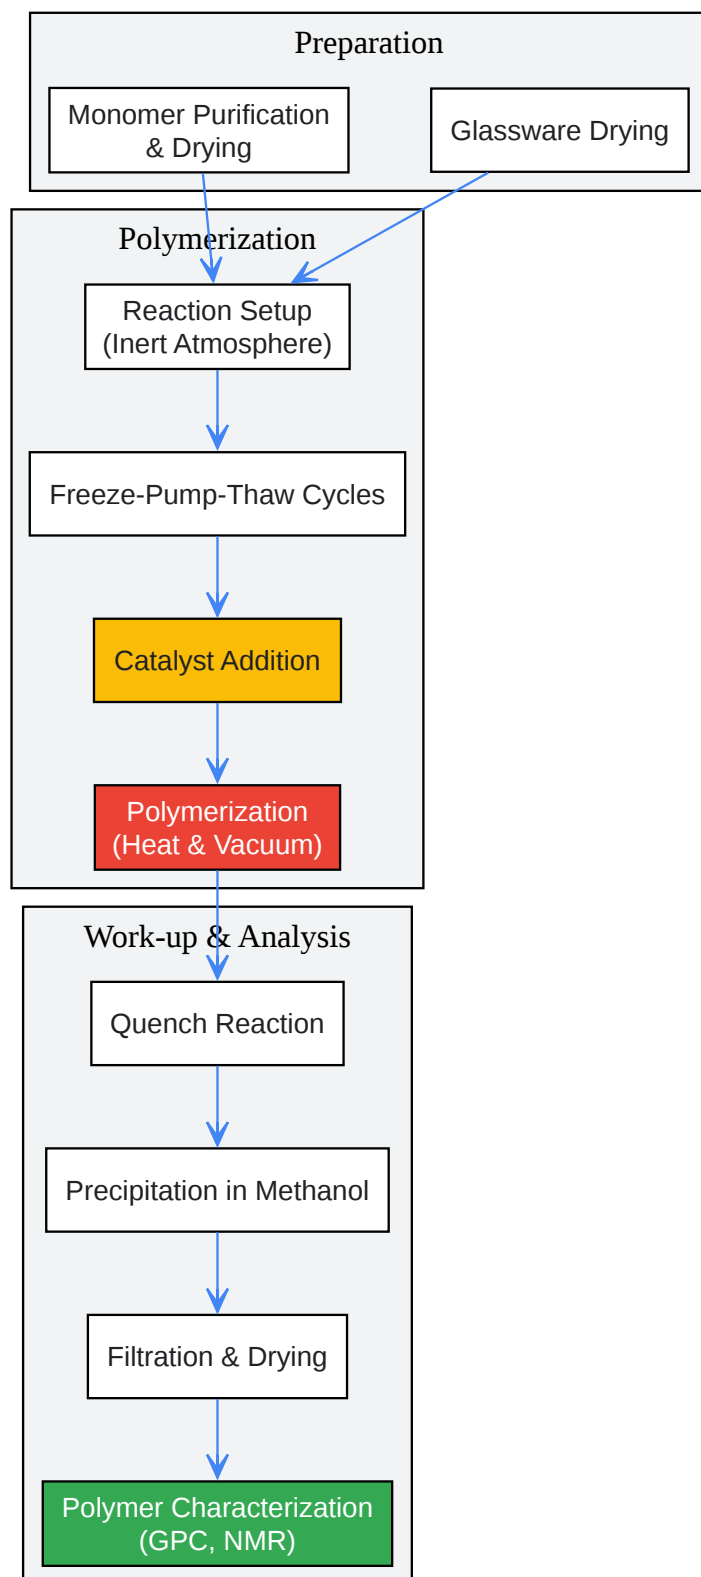 Preparation
Monomer Purification
& Drying
Glassware Drying
Polymerization
Reaction Setup
(Inert Atmosphere)
Freeze-Pump-Thaw Cycles
Catalyst Addition
Polymerization
(Heat & Vacuum)
Work-up & Analysis
Quench Reaction
Precipitation in Methanol
Filtration & Drying
Polymer Characterization
(GPC, NMR)